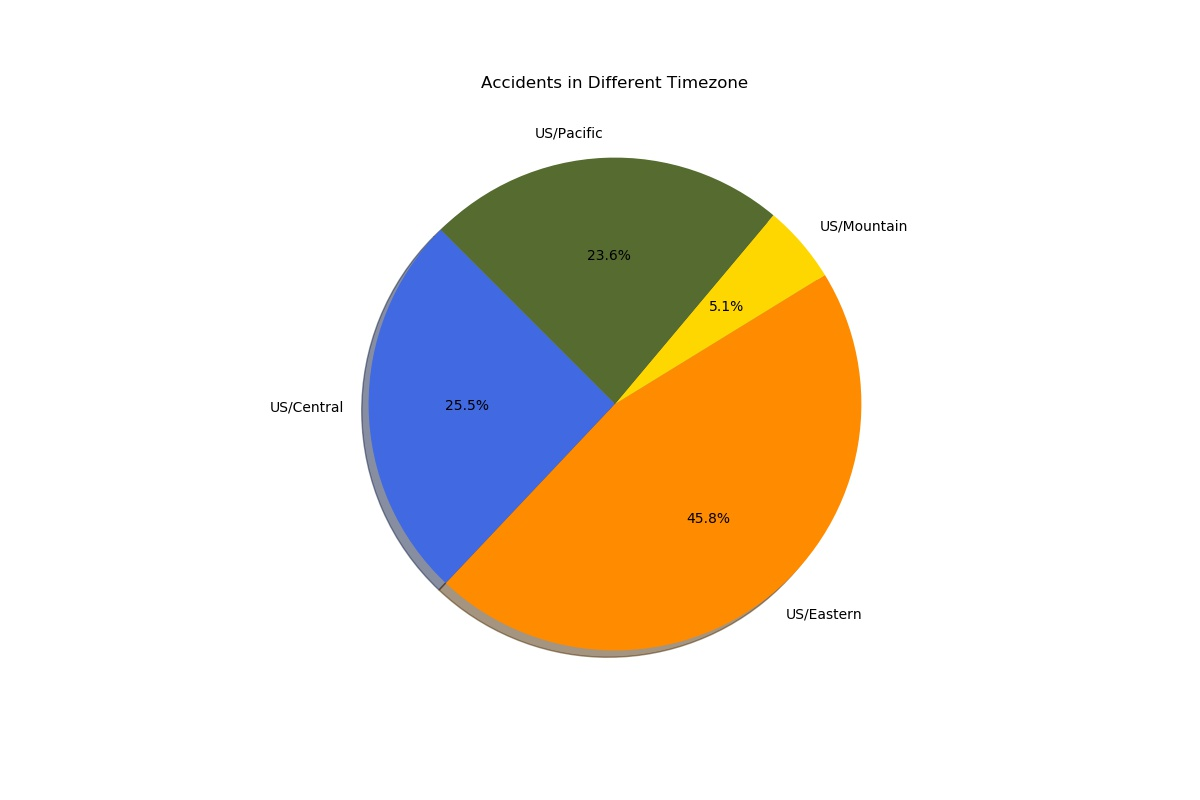 Accidents in Different Timezone
US/Pacific
US/Mountain
23.6%
5.1%
US/Central
25.5%
45.8%
US/Eastern